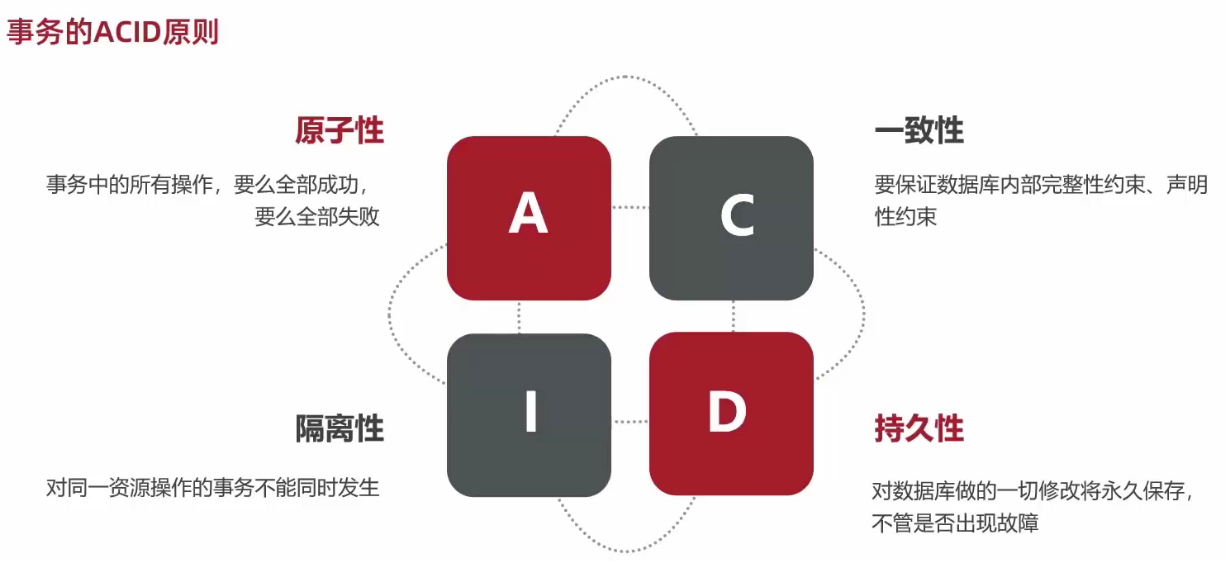 事务的ACID原则
原子性
事务中的所有操作，要么全部成功，
要么全部失败
A
C
一致性
要保证数据库内部完整性约束、声明
性约束
隔离性
对同一资源操作的事务不能同时发生
I
D
持久性
对数据库做的一切修改将永久保存，
不管是否出现故障